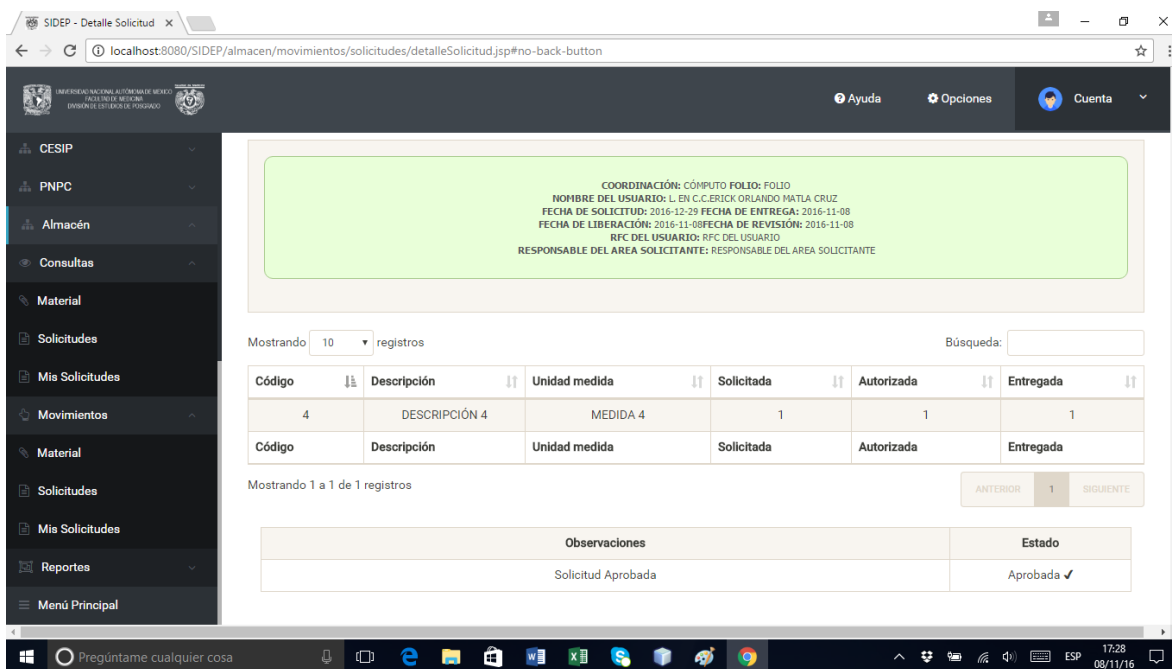 SIDEP - Detalle Solicitud
localhost:8080/SIDEP/almacen/movimientos/solicitudes/detalleSolicitud.jsp#no-back-button
UNIVERSIDAD NACIONAL AUTÓNOMA DE MÉXICO
FACULTAD DE MEDICINA
DIVISIÓN DE ESTUDIOS DE POSGRADO
Ayuda
Opciones
Cuenta
CESIP
PNPC
Almacén
Consultas
Material
Solicitudes
Mis Solicitudes
Movimientos
Material
Solicitudes
Mis Solicitudes
Reportes
Menú Principal
COORDINACIÓN: CÓMPUTO FOLIO: FOLIO
NOMBRE DEL USUARIO: L. EN C.C.ERICK ORLANDO MATLA CRUZ
FECHA DE SOLICITUD: 2016-12-29 FECHA DE ENTREGA: 2016-11-08
FECHA DE LIBERACIÓN: 2016-11-08FECHA DE REVISIÓN: 2016-11-08
RFC DEL USUARIO: RFC DEL USUARIO
RESPONSABLE DEL AREA SOLICITANTE: RESPONSABLE DEL AREA SOLICITANTE
Mostrando 10 registros Búsqueda:
Código Descripción Unidad medida Solicitada Autorizada Entregada
4 DESCRIPCIÓN 4 MEDIDA 4 1 1 1
Código Descripción Unidad medida Solicitada Autorizada Entregada
Mostrando 1 a 1 de 1 registros
ANTERIOR 1 SIGUIENTE
Observaciones Estado
Solicitud Aprobada Aprobada ✔
Pregúntame cualquier cosa
ESP
17:28
08/11/16